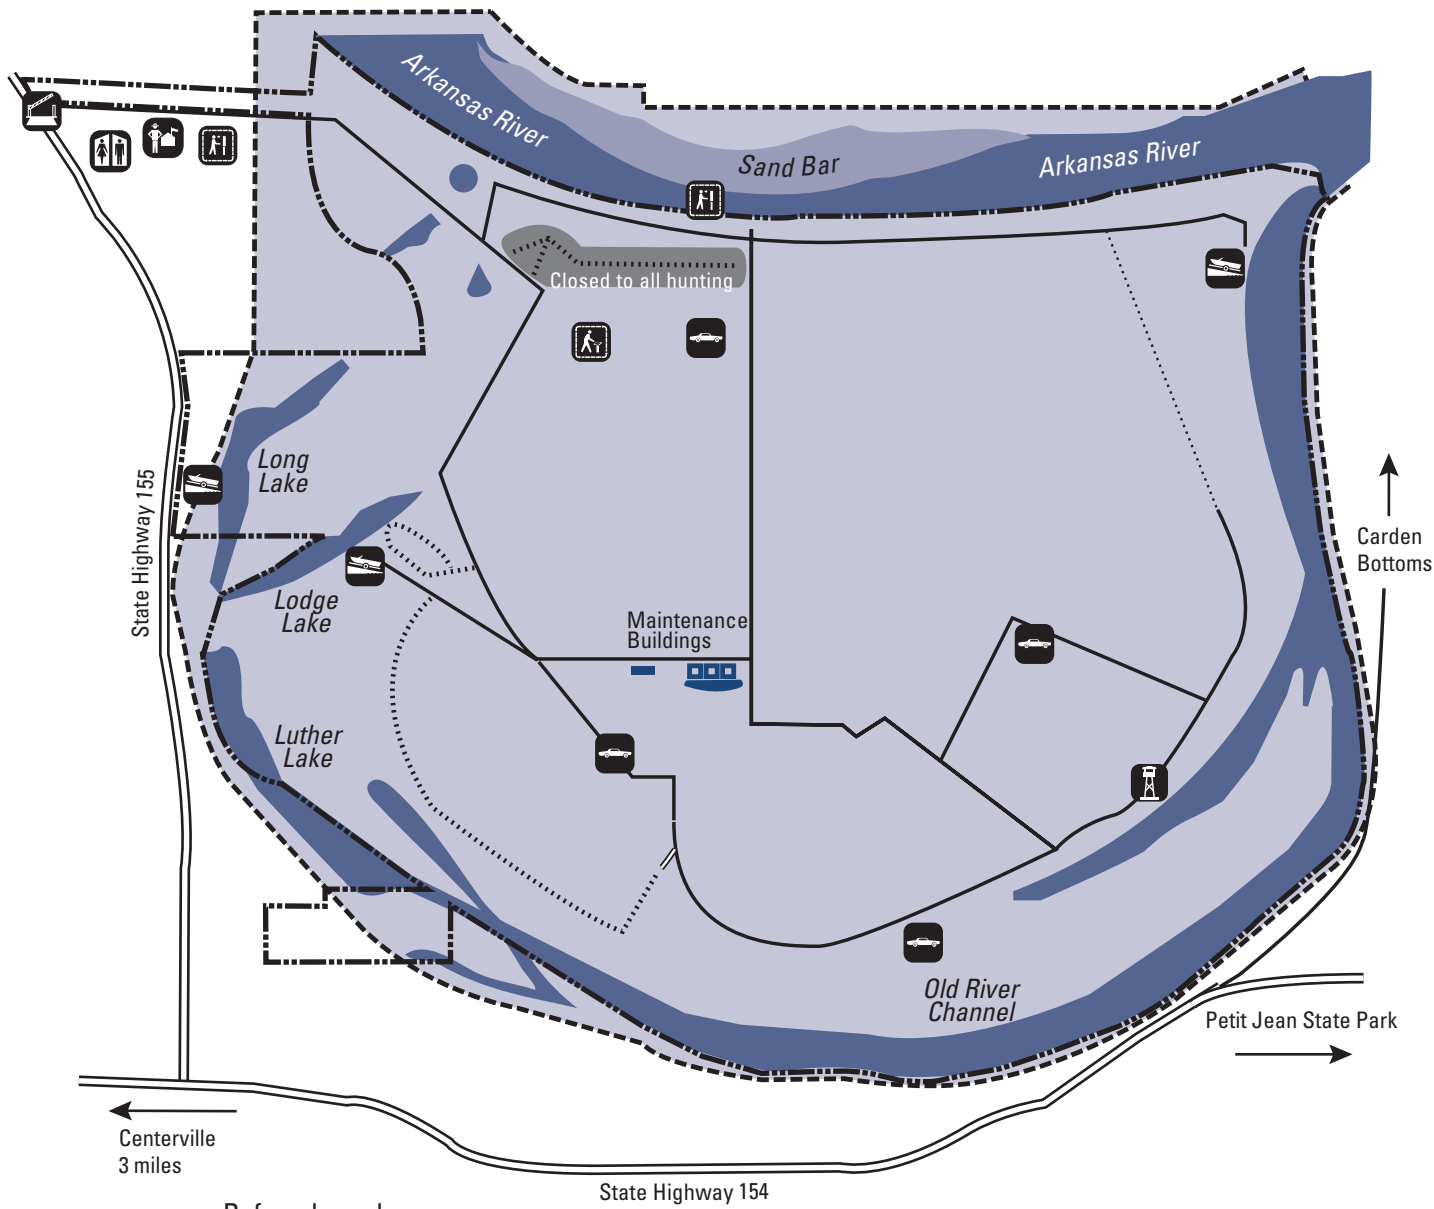 Arkansas River
Sand Bar
Arkansas River
Closed to all hunting
Long
Lake
State Highway 155
Carden
Bottoms
Lodge
Lake
Maintenance
Buildings
Luther
Lake
Old River
Channel
Petit Jean State Park
Centerville
3 miles
State Highway 154